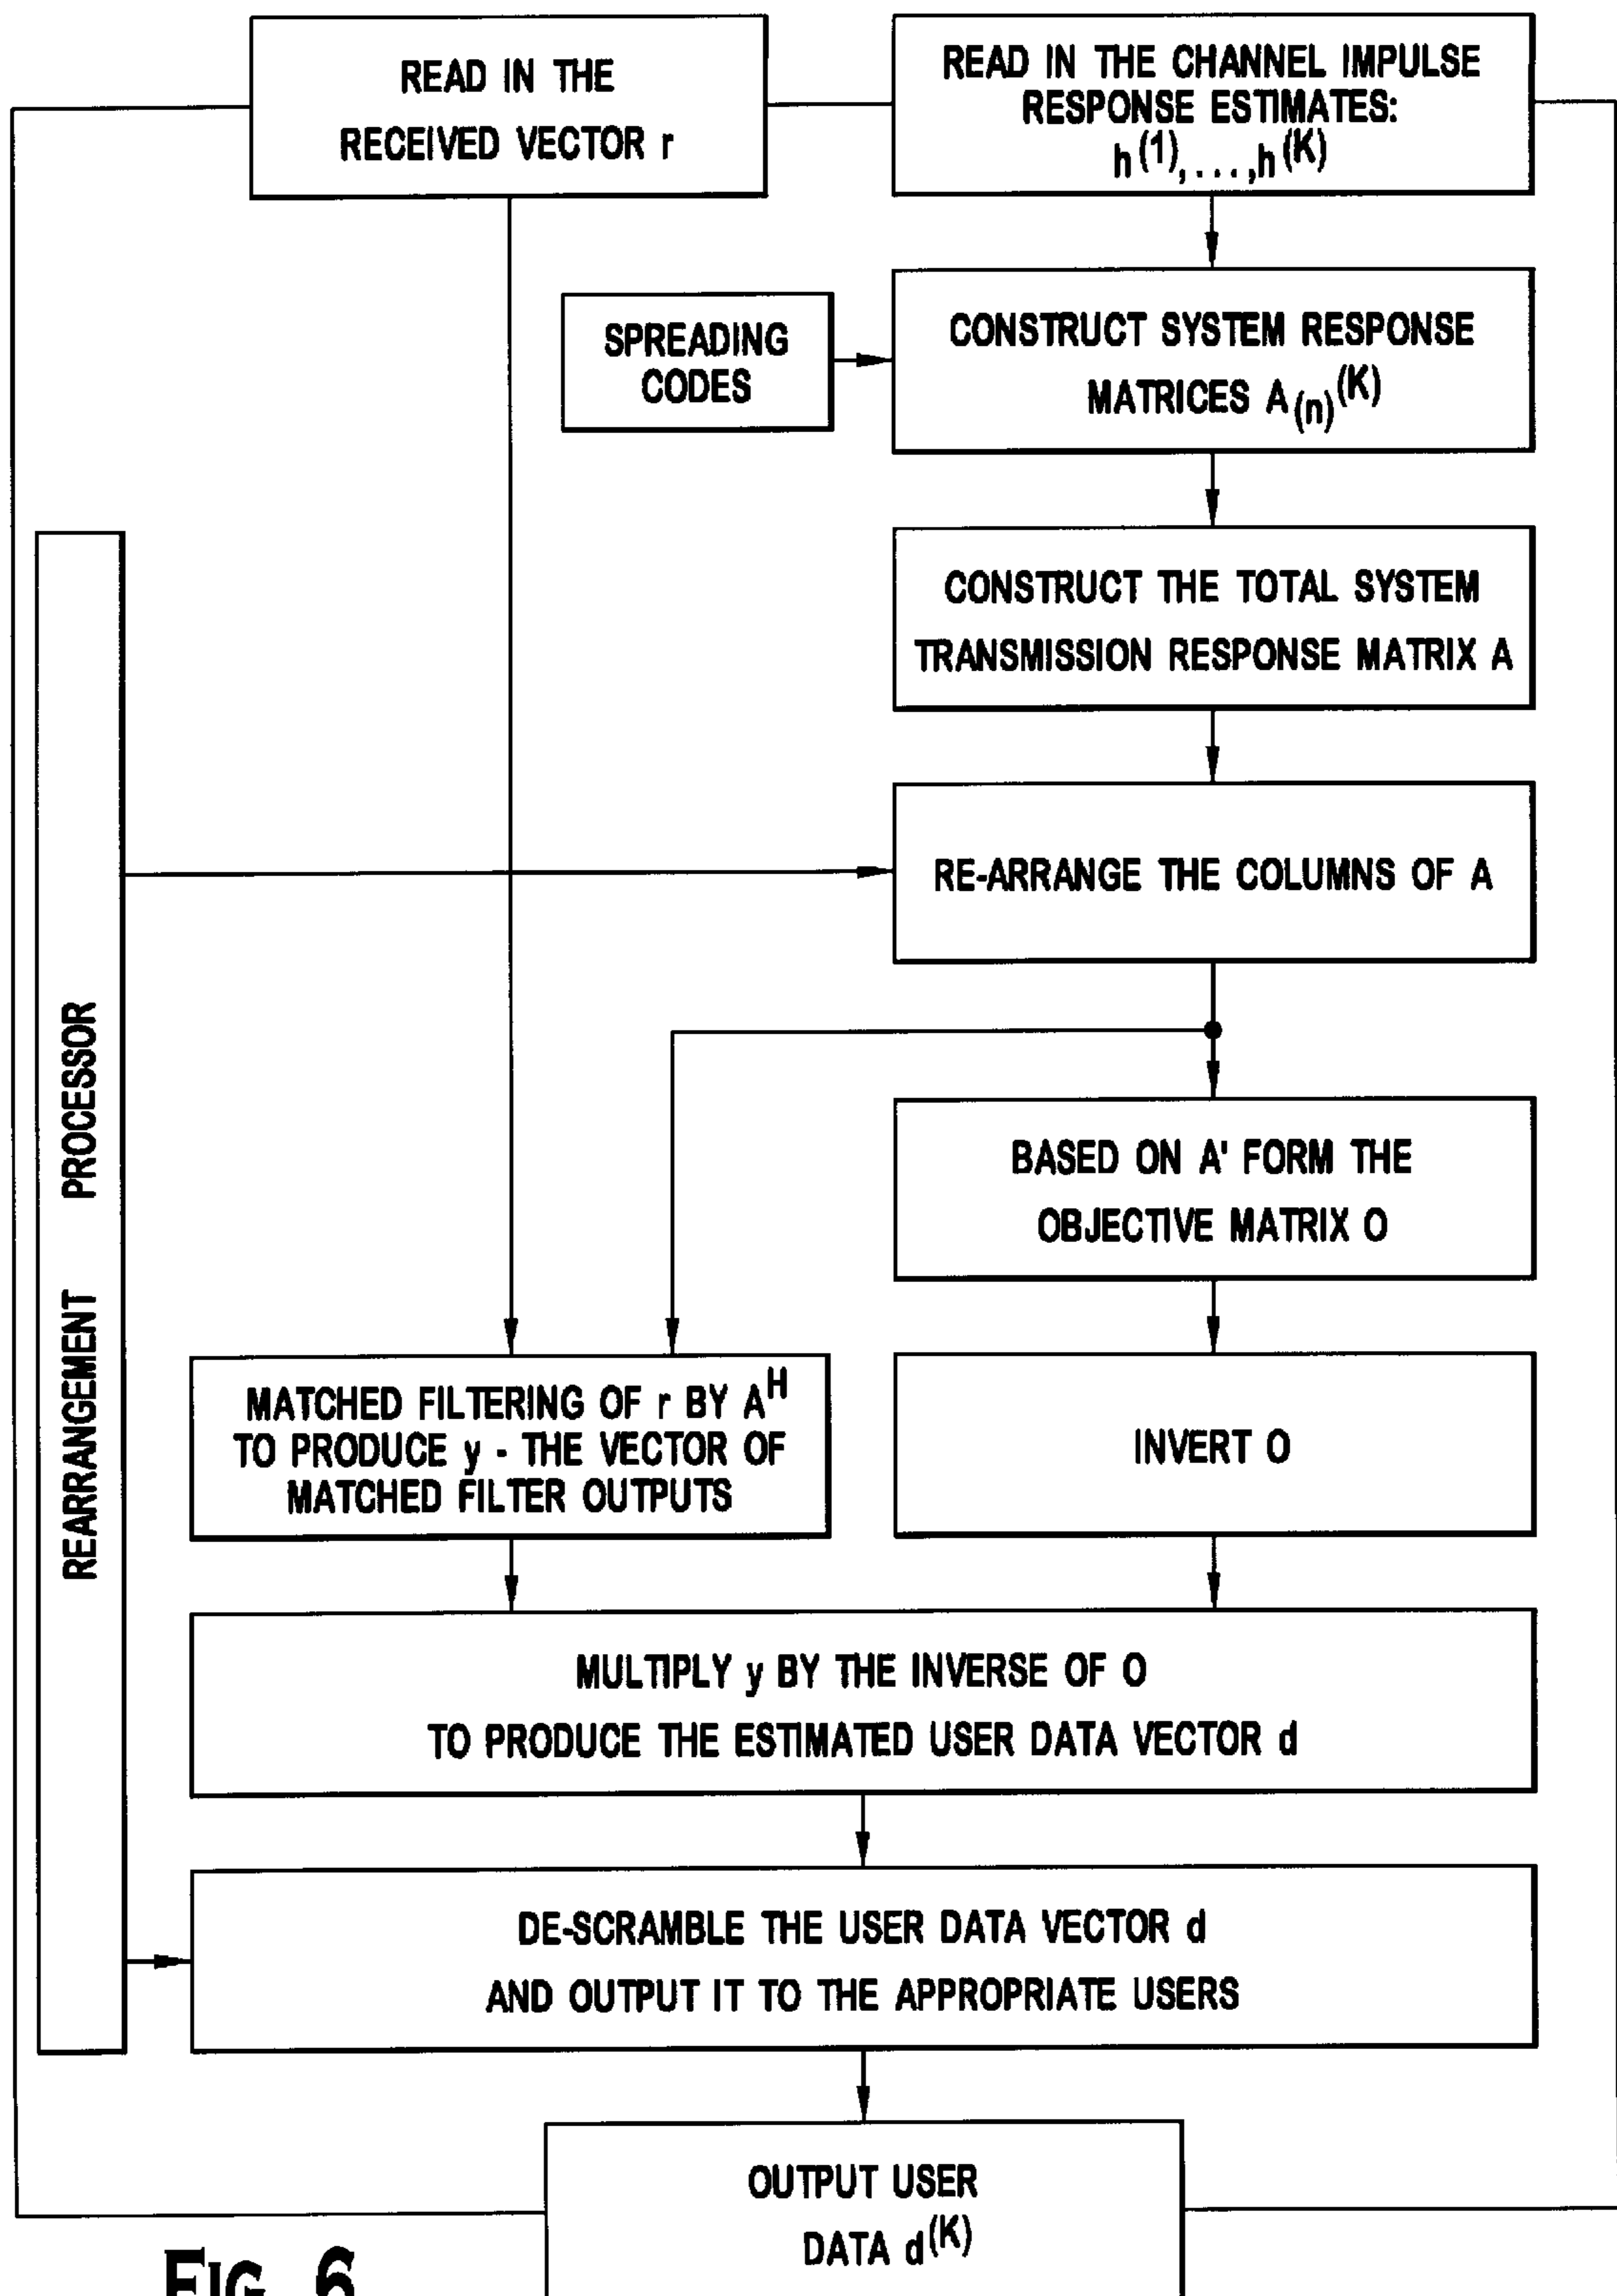 READ IN THE
RECEIVED VECTOR r
READ IN THE CHANNEL IMPULSE
RESPONSE ESTIMATES:
h(1),...,h(K)
SPREADING
CODES
CONSTRUCT SYSTEM RESPONSE
MATRICES A(n)(K)
CONSTRUCT THE TOTAL SYSTEM
TRANSMISSION RESPONSE MATRIX A
RE-ARRANGE THE COLUMNS OF A
REARRANGEMENT PROCESSOR
BASED ON A' FORM THE
OBJECTIVE MATRIX O
MATCHED FILTERING OF r BY AH
TO PRODUCE y - THE VECTOR OF
MATCHED FILTER OUTPUTS
INVERT O
MULTIPLY y BY THE INVERSE OF O
TO PRODUCE THE ESTIMATED USER DATA VECTOR d
DE-SCRAMBLE THE USER DATA VECTOR d
AND OUTPUT IT TO THE APPROPRIATE USERS
OUTPUT USER
DATA d(K)
FIG. 6